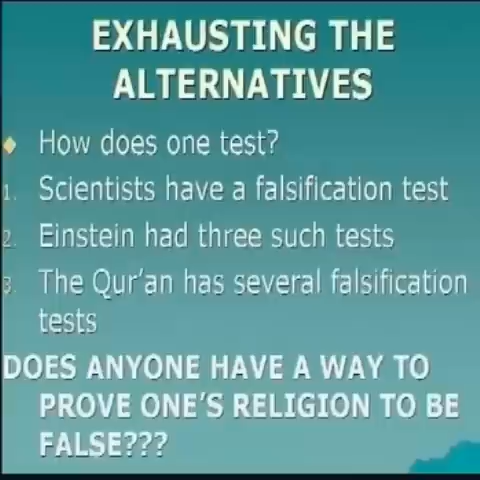 EXHAUSTING THE
ALTERNATIVES
How does one test?
1. Scientists have a falsification test
2. Einstein had three such tests
3. The Qur'an has several falsification
tests
DOES ANYONE HAVE A WAY TO
PROVE ONE'S RELIGION TO BE
FALSE???